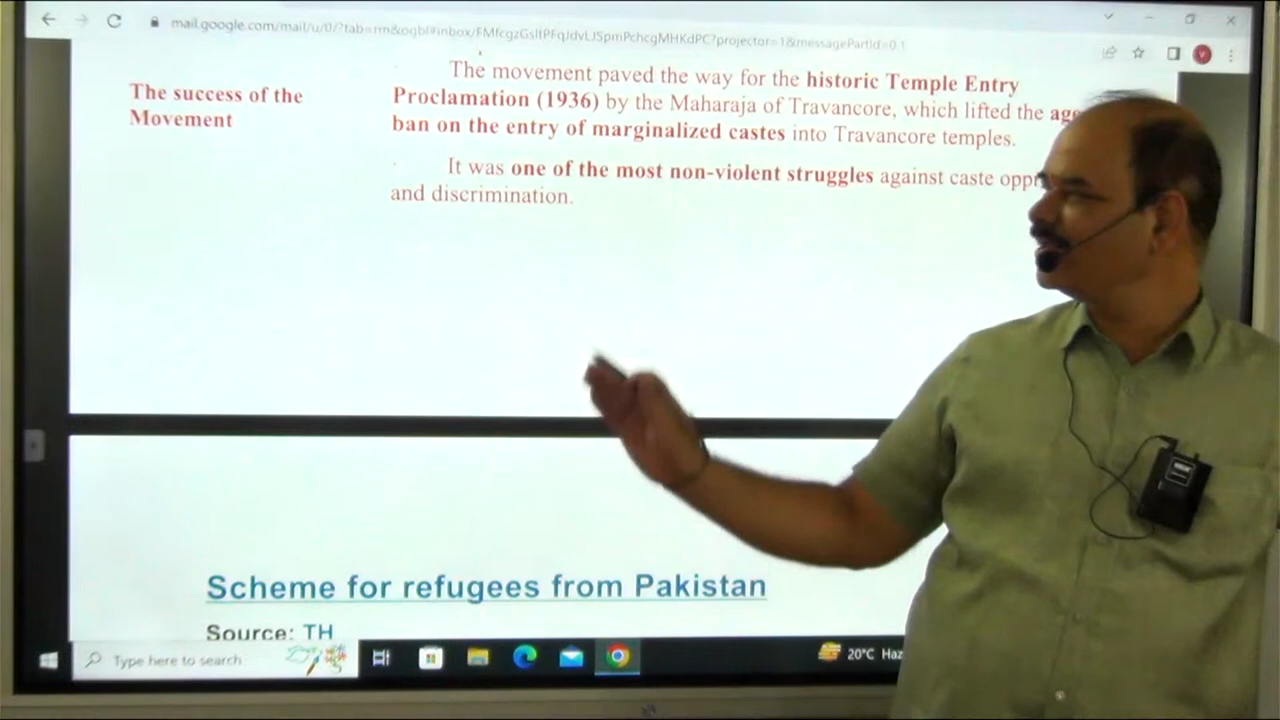 mail.google.com/mail/u/0/?tab=rm&ogbl#inbox/FMfcgzGsltPFqJdvLJSpmPchcgMHKdPC?projector=1&messagePartId=0.1
The movement paved the way for the historic Temple Entry
The success of the
Movement
Proclamation (1936) by the Maharaja of Travancore, which lifted the
ban on the entry of marginalized castes into Travancore temples.
It was one of the most non-violent struggles against caste
and discrimination.
Scheme for refugees from Pakistan
Source: TH
Type here to search
20°C